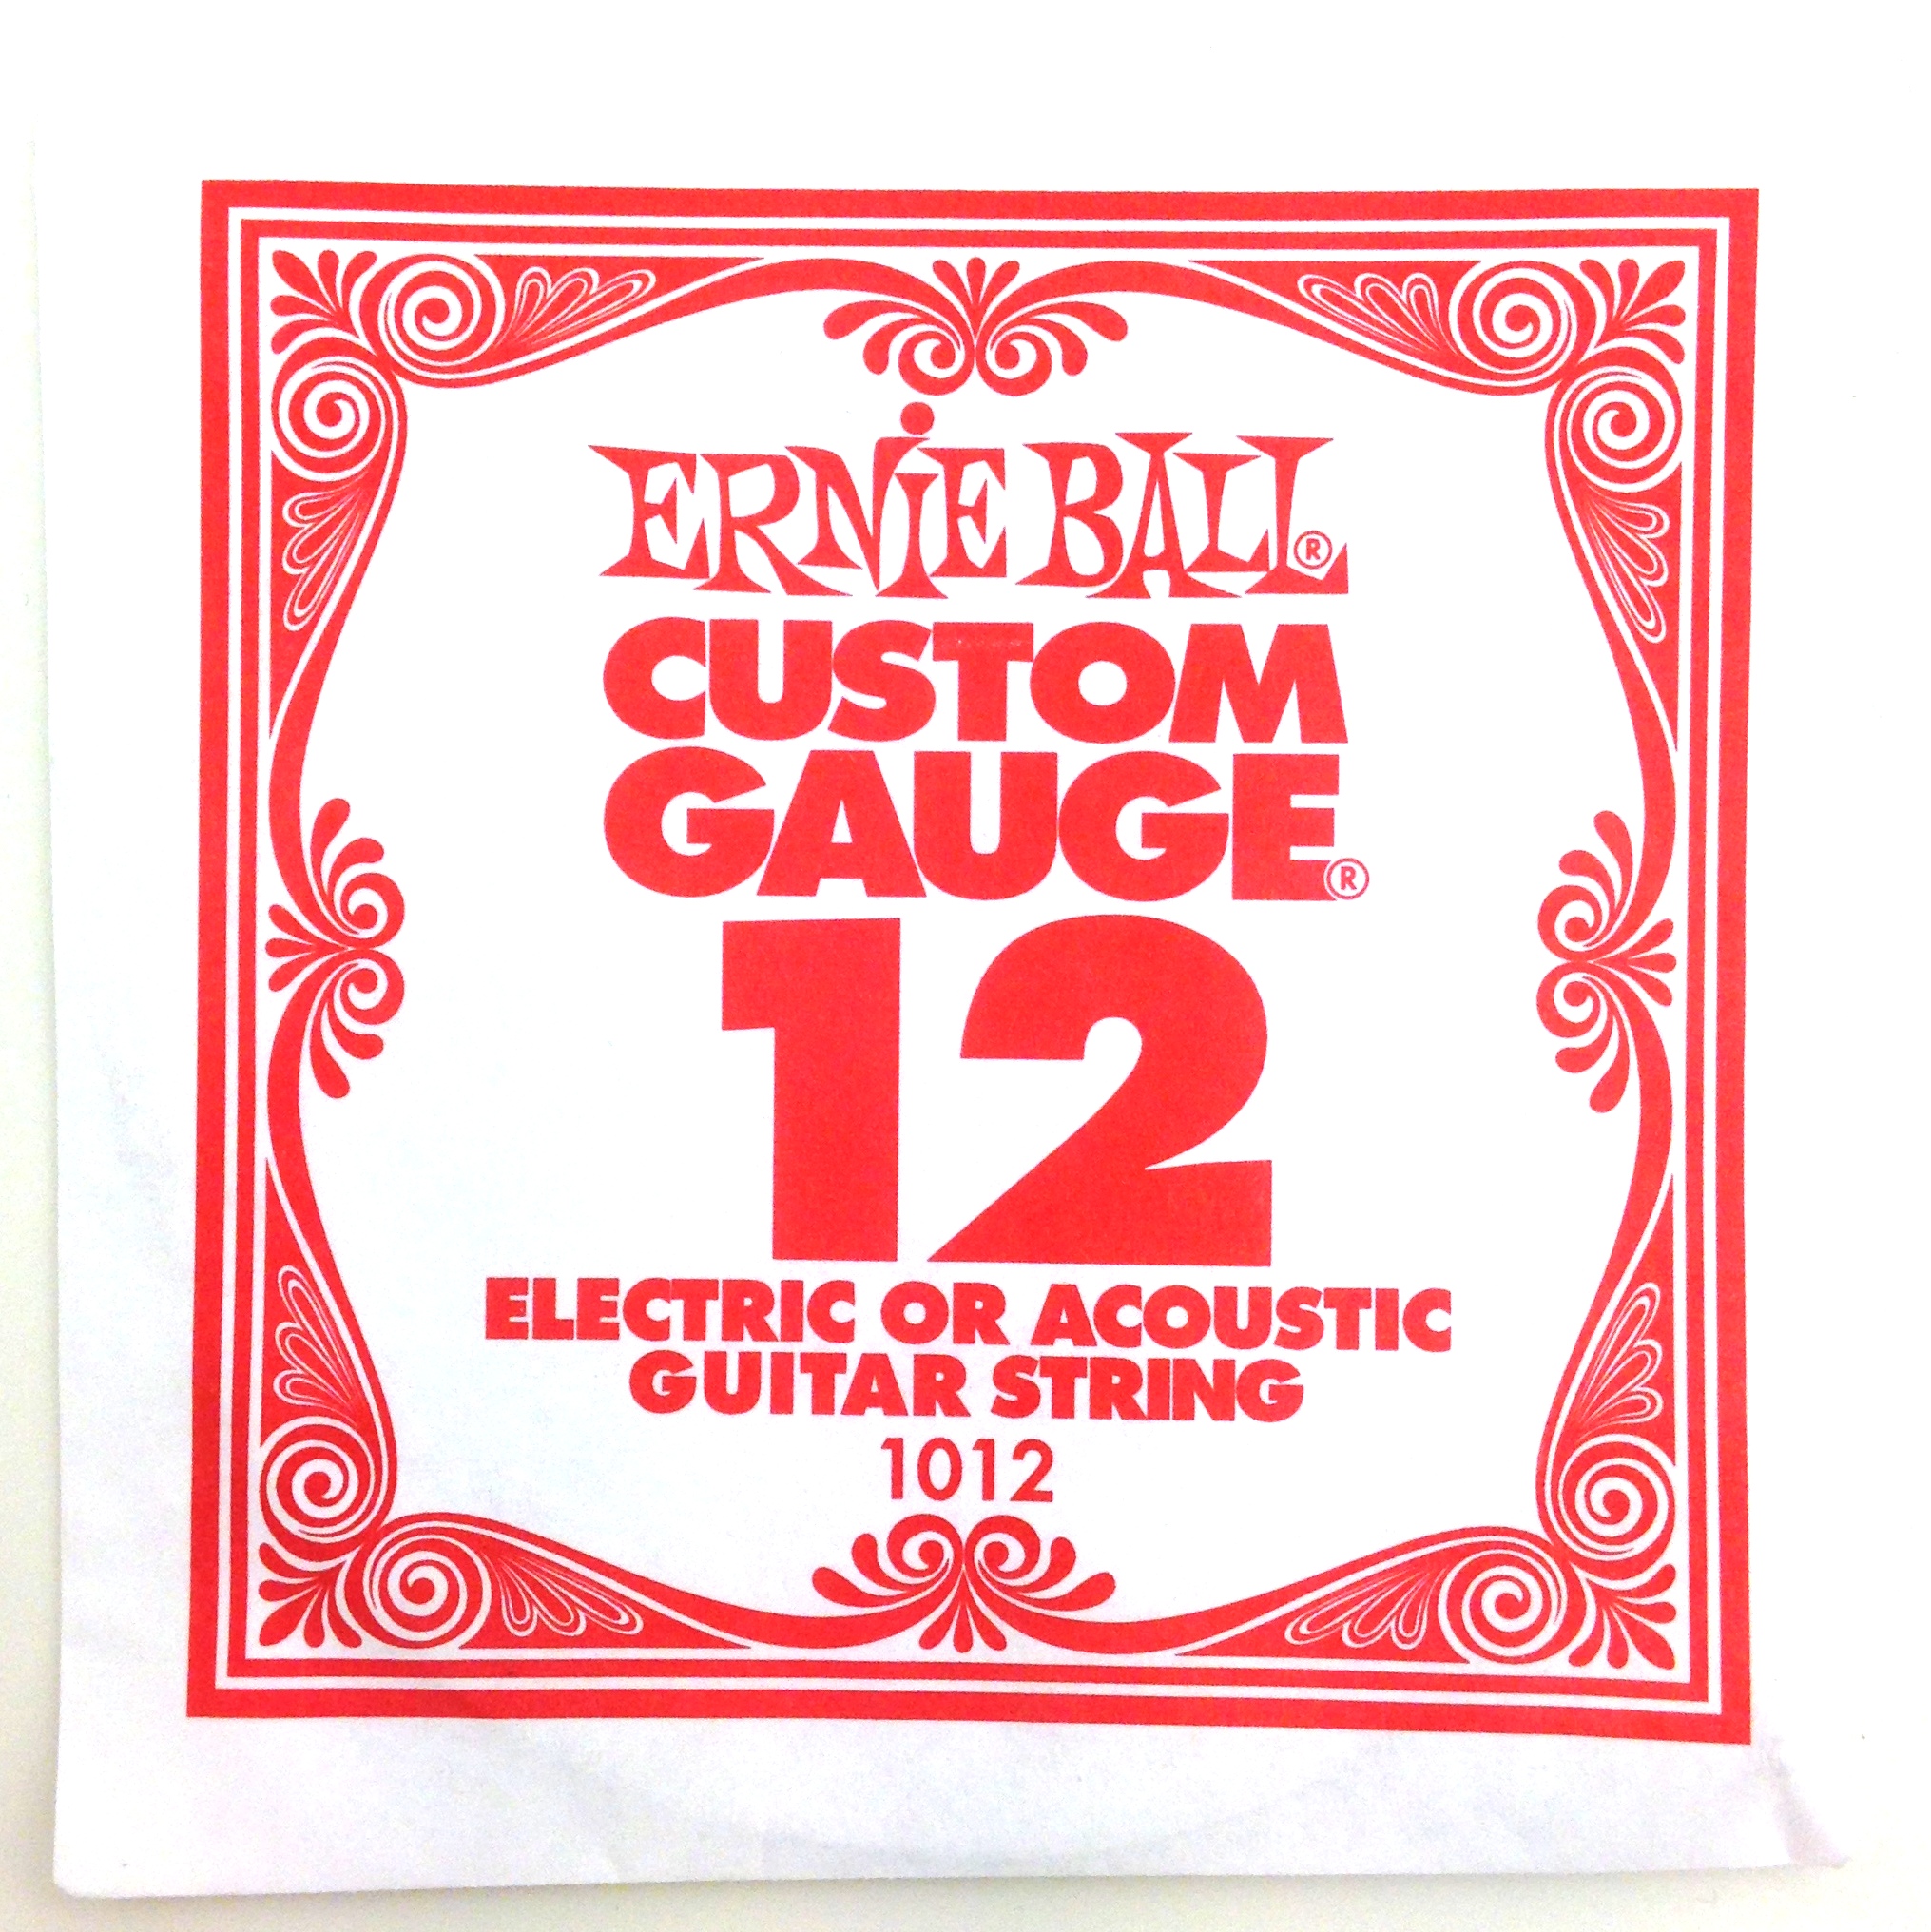 ERNiE BALL®
CUSTOM
GAUGE®
12
ELECTRIC OR ACOUSTIC
GUITAR STRING
1012